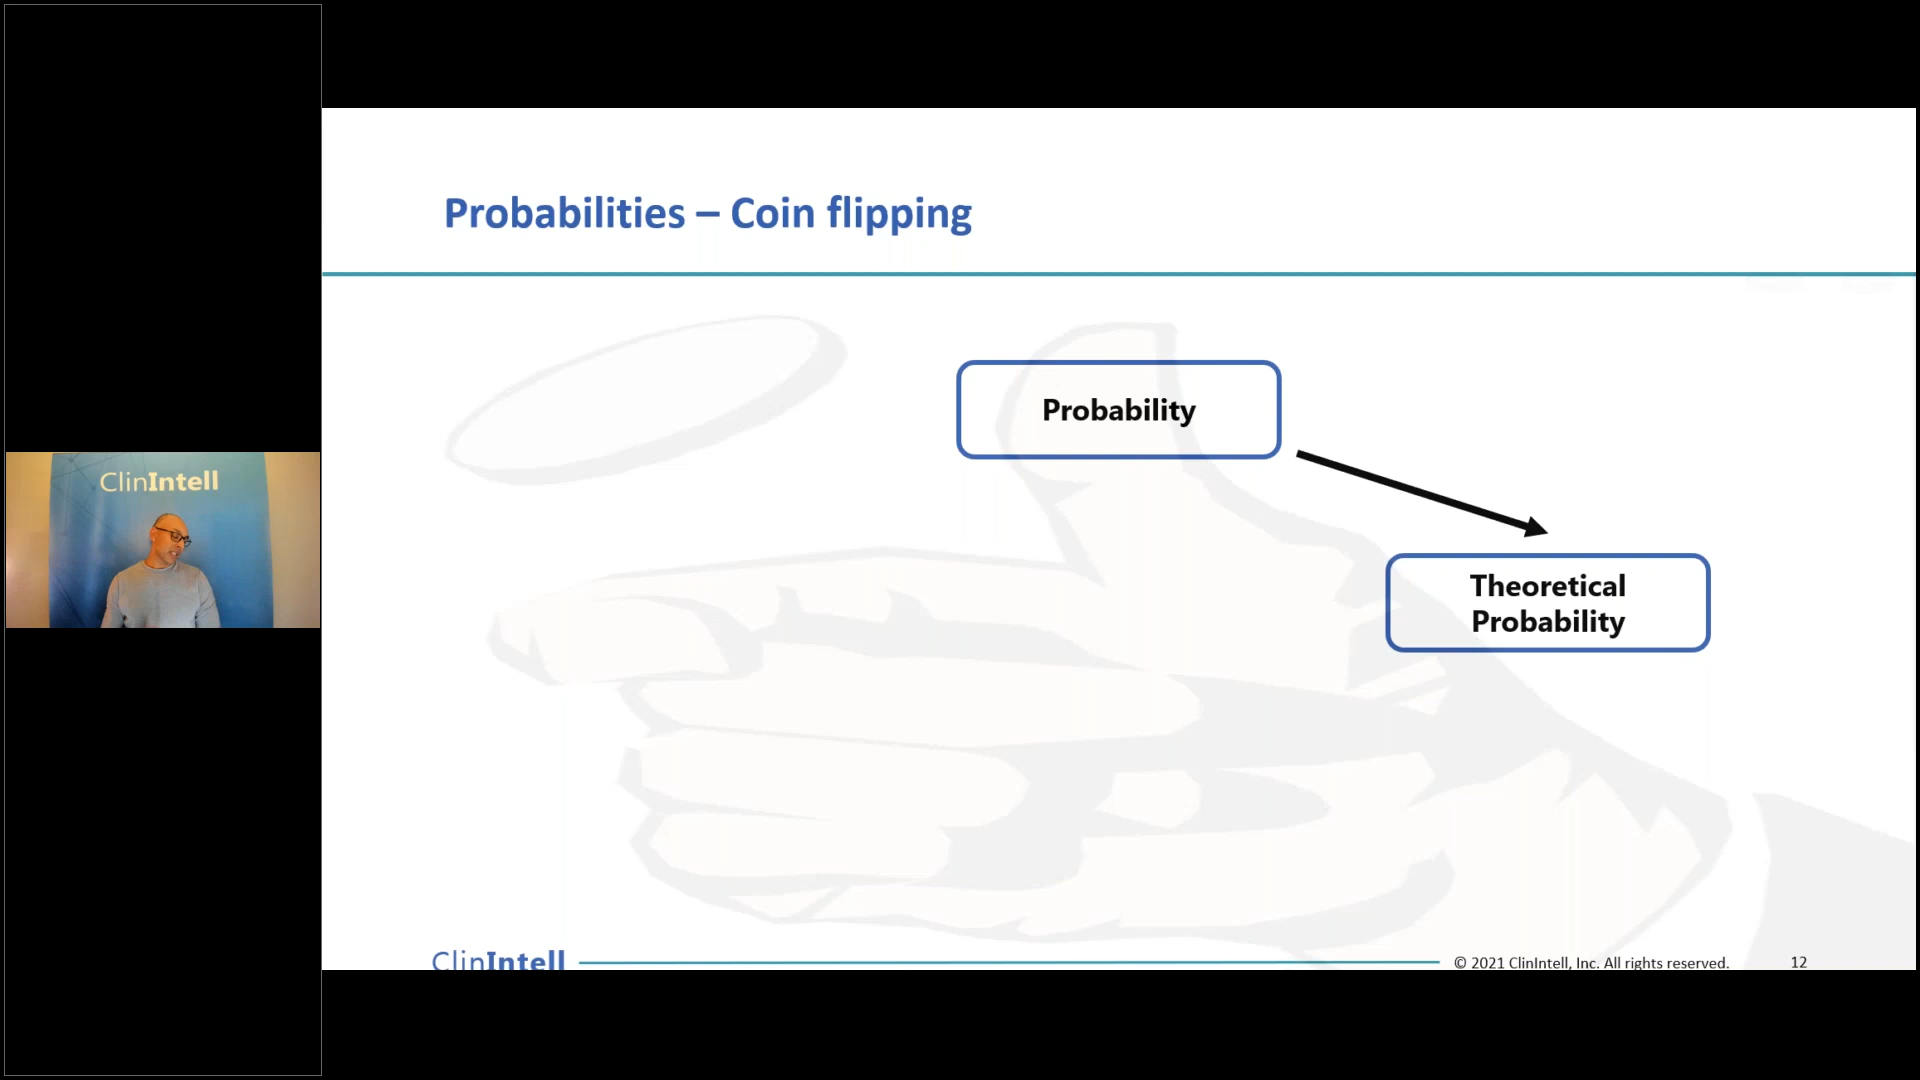 ClinIntell
Probabilities – Coin flipping
Probability
Theoretical
Probability
ClinIntell
© 2021 ClinIntell, Inc. All rights reserved.
12